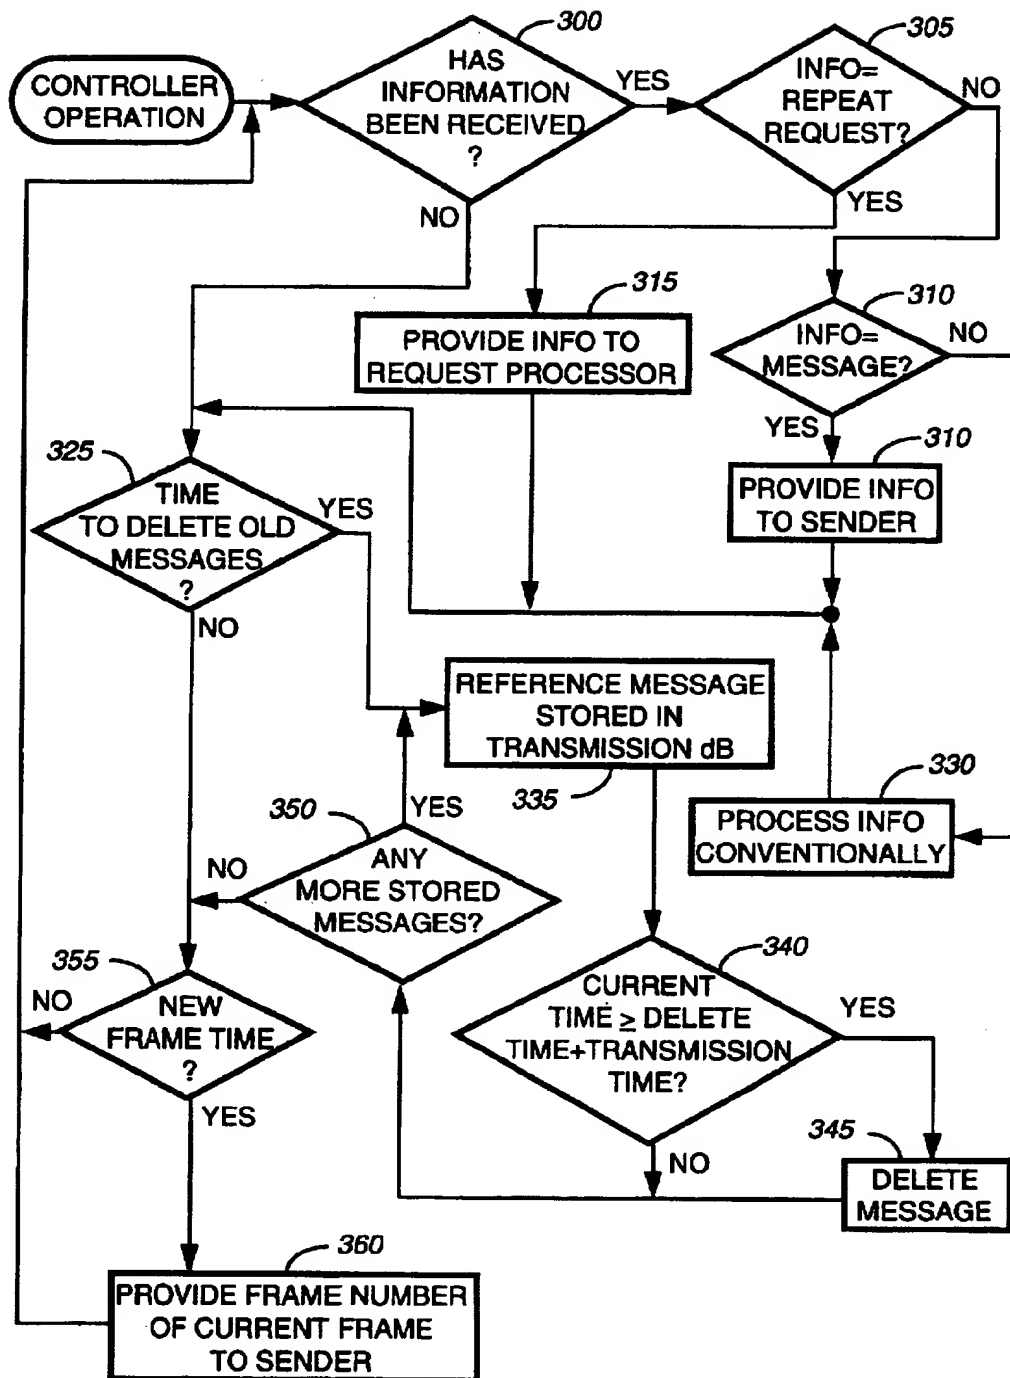 300
305
CONTROLLER
OPERATION
HAS
INFORMATION
BEEN RECEIVED
?
YES
INFO=
REPEAT
REQUEST?
NO
NO
YES
315
310
PROVIDE INFO TO
REQUEST PROCESSOR
INFO=
MESSAGE?
NO
YES
325
310
TIME
TO DELETE OLD
MESSAGES
?
YES
PROVIDE INFO
TO SENDER
NO
REFERENCE MESSAGE
STORED IN
TRANSMISSION dB
335
330
350
YES
PROCESS INFO
CONVENTIONALLY
NO
ANY
MORE STORED
MESSAGES?
355
340
NO
NEW
FRAME TIME
?
CURRENT
TIME ≥ DELETE
TIME+TRANSMISSION
TIME?
YES
YES
NO
345
DELETE
MESSAGE
360
PROVIDE FRAME NUMBER
OF CURRENT FRAME
TO SENDER